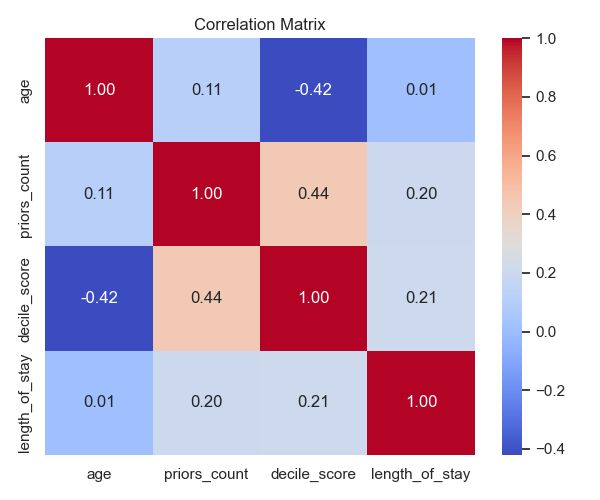 Correlation Matrix
age 1.00 0.11 -0.42 0.01
priors_count 0.11 1.00 0.44 0.20
decile_score -0.42 0.44 1.00 0.21
length_of_stay 0.01 0.20 0.21 1.00
age priors_count decile_score length_of_stay
1.0
0.8
0.6
0.4
0.2
0.0
−0.2
−0.4